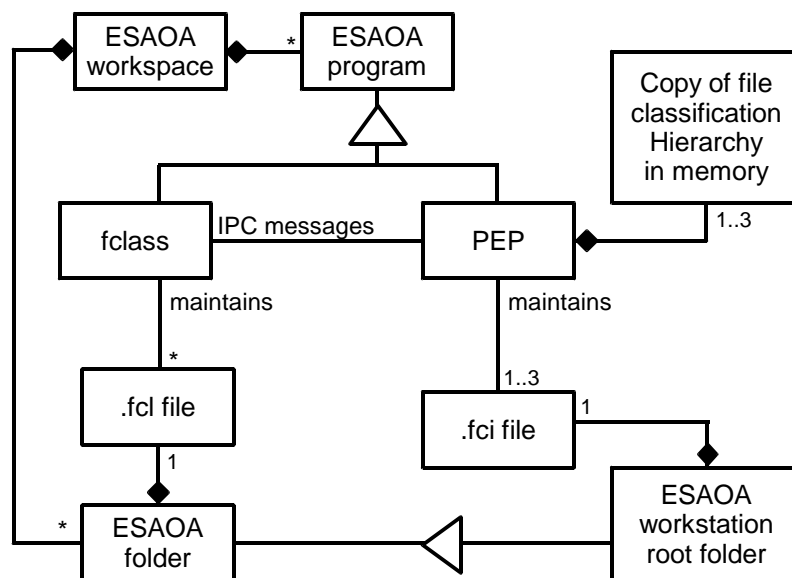 ESAOA
workspace
*
ESAOA
program
Copy of file
classification
Hierarchy
in memory
1..3
fclass
IPC messages
PEP
maintains
maintains
*
1..3
.fcl file
.fci file
1
1
*
ESAOA
folder
ESAOA
workstation
root folder